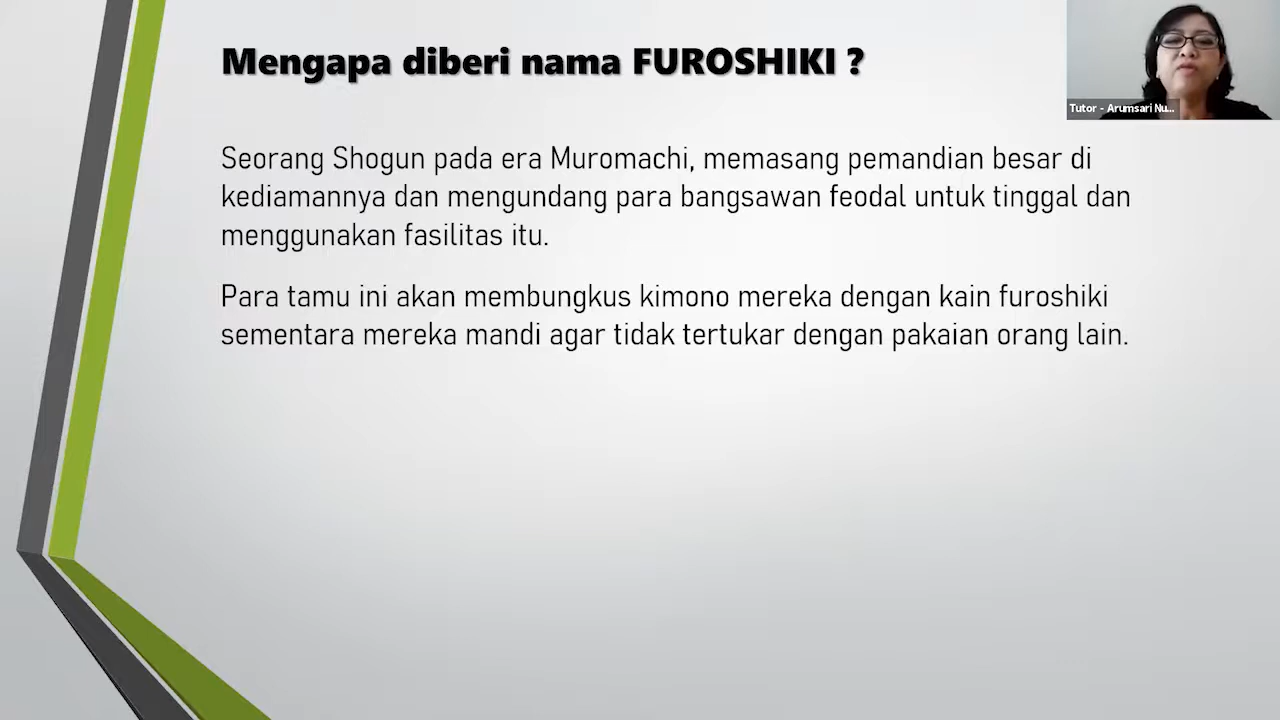 Mengapa diberi nama FUROSHIKI ?
Tutor - Arumsari Nu...
Seorang Shogun pada era Muromachi, memasang pemandian besar di
kediamannya dan mengundang para bangsawan feodal untuk tinggal dan
menggunakan fasilitas itu.
Para tamu ini akan membungkus kimono mereka dengan kain furoshiki
sementara mereka mandi agar tidak tertukar dengan pakaian orang lain.